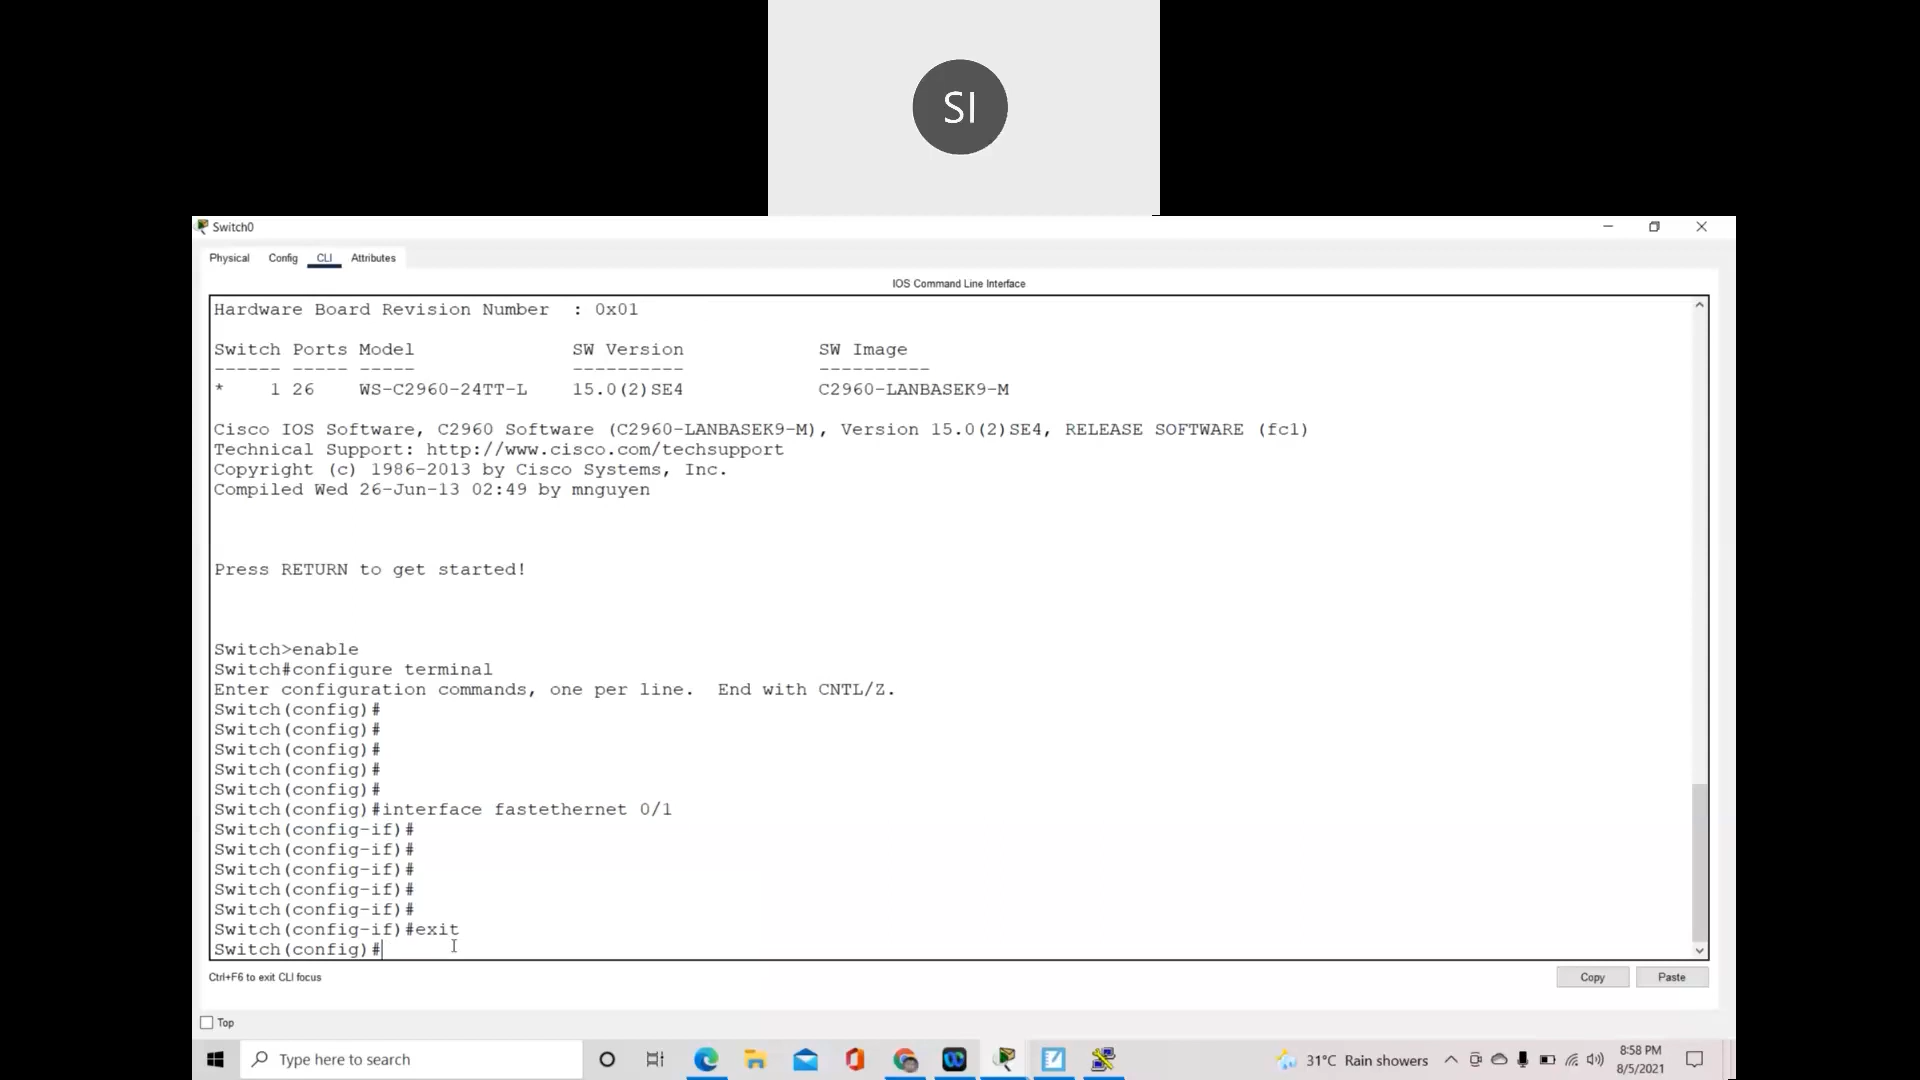 SI
Switch0
Physical Config CLI Attributes
IOS Command Line Interface
Hardware Board Revision Number : 0x01
Switch Ports Model SW Version SW Image
------ ----- ----- ---------- ----------
* 1 26 WS-C2960-24TT-L 15.0(2)SE4 C2960-LANBASEK9-M
Cisco IOS Software, C2960 Software (C2960-LANBASEK9-M), Version 15.0(2)SE4, RELEASE SOFTWARE (fc1)
Technical Support: http://www.cisco.com/techsupport
Copyright (c) 1986-2013 by Cisco Systems, Inc.
Compiled Wed 26-Jun-13 02:49 by mnguyen
Press RETURN to get started!
Switch>enable
Switch#configure terminal
Enter configuration commands, one per line. End with CNTL/Z.
Switch(config)#
Switch(config)#
Switch(config)#
Switch(config)#
Switch(config)#
Switch(config)#interface fastethernet 0/1
Switch(config-if)#
Switch(config-if)#
Switch(config-if)#
Switch(config-if)#
Switch(config-if)#
Switch(config-if)#exit
Switch(config)#
Ctrl+F6 to exit CLI focus
Copy Paste
Top
Type here to search
31°C Rain showers
8:58 PM
8/5/2021